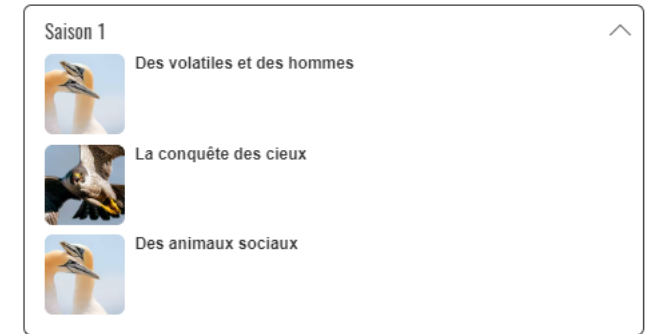 Saison 1
Des volatiles et des hommes
La conquête des cieux
Des animaux sociaux